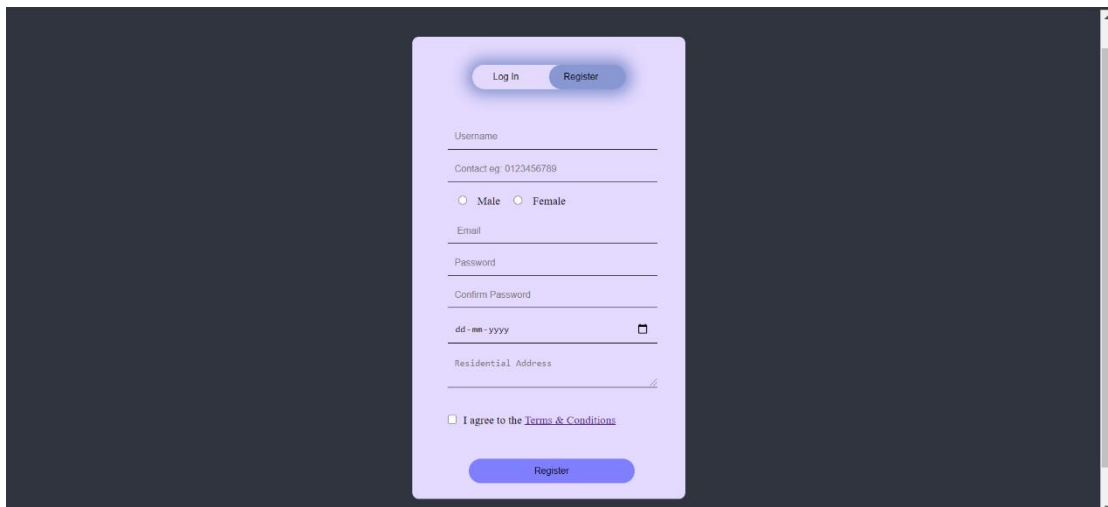 Log In Register
Username
Contact eg: 0123456789
Male Female
Email
Password
Confirm Password
dd-mm-yyyy
Residential Address
I agree to the Terms & Conditions
Register